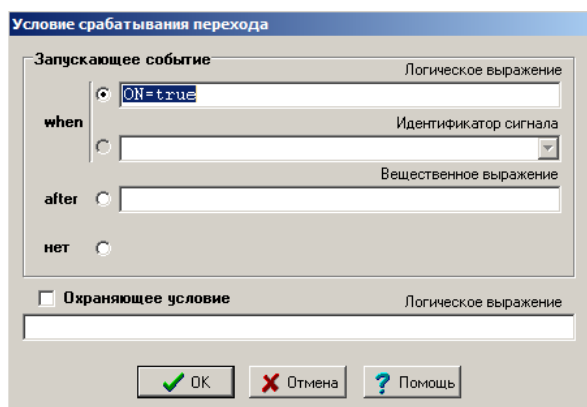 Условие срабатывания перехода
Запускающее событие
Логическое выражение
ON=true
when
Идентификатор сигнала
Вещественное выражение
after
нет
Охраняющее условие
Логическое выражение
OK
Отмена
? Помощь